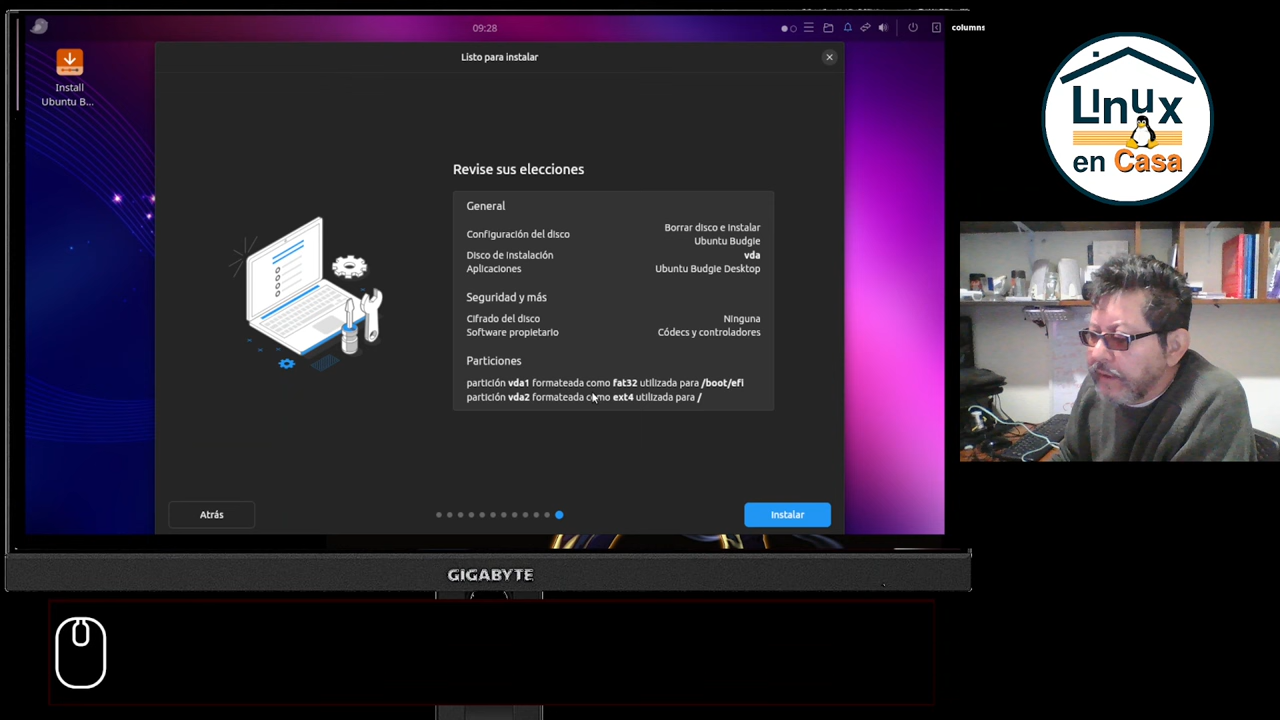 09:28
columns
Install
Ubuntu B...
Listo para instalar
Revise sus elecciones
General
Configuración del disco
Borrar disco e Instalar
Ubuntu Budgie
Disco de Instalación
vda
Aplicaciones
Ubuntu Budgie Desktop
Seguridad y más
Cifrado del disco
Ninguna
Software propietario
Códecs y controladores
Particiones
partición vda1 formateada como fat32 utilizada para /boot/efi
partición vda2 formateada como ext4 utilizada para /
Atrás
Instalar
GIGABYTE
Linux
en Casa